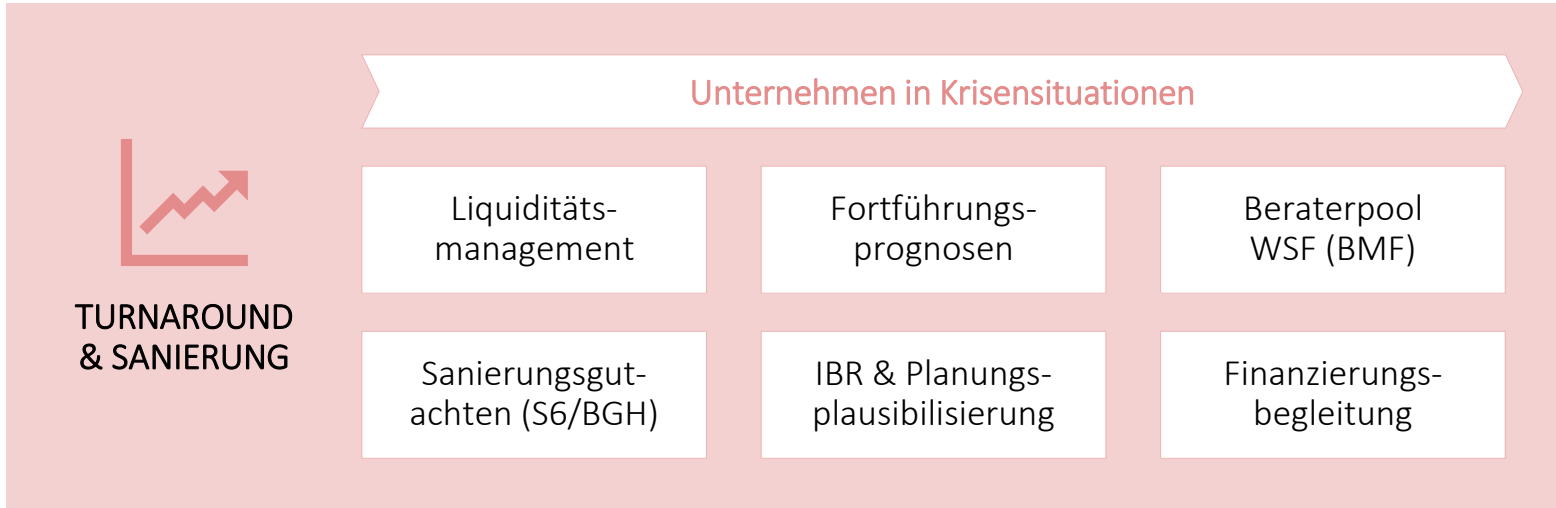 Unternehmen in Krisensituationen
TURNAROUND
& SANIERUNG
Liquiditäts-
management
Fortführungs-
prognosen
Beraterpool
WSF (BMF)
Sanierungsgut-
achten (S6/BGH)
IBR & Planungs-
plausibilisierung
Finanzierungs-
begleitung